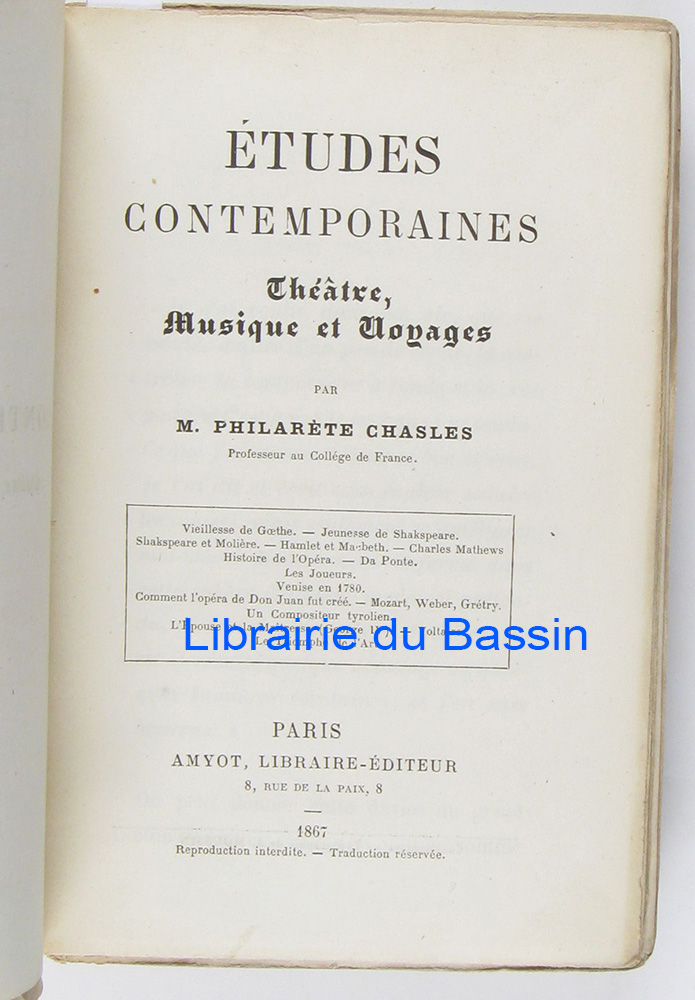 ÉTUDES
CONTEMPORAINES
Théâtre,
Musique et Voyages
PAR
M. PHILARÈTE CHASLES
Professeur au Collége de France.
Vieillesse de Gœthe. — Jeunesse de Shakspeare.
Shakspeare et Molière. — Hamlet et Macbeth. — Charles Mathews
Histoire de l'Opéra. — Da Ponte.
Les Joueurs.
Venise en 1780.
Comment l'opéra de Don Juan fut créé. — Mozart, Weber, Grétry.
Un Compositeur tyrolien.
L'Épouse et la
Librairie du Bassin
PARIS
AMYOT, LIBRAIRE-ÉDITEUR
8, RUE DE LA PAIX, 8
1867
Reproduction interdite. — Traduction réservée.